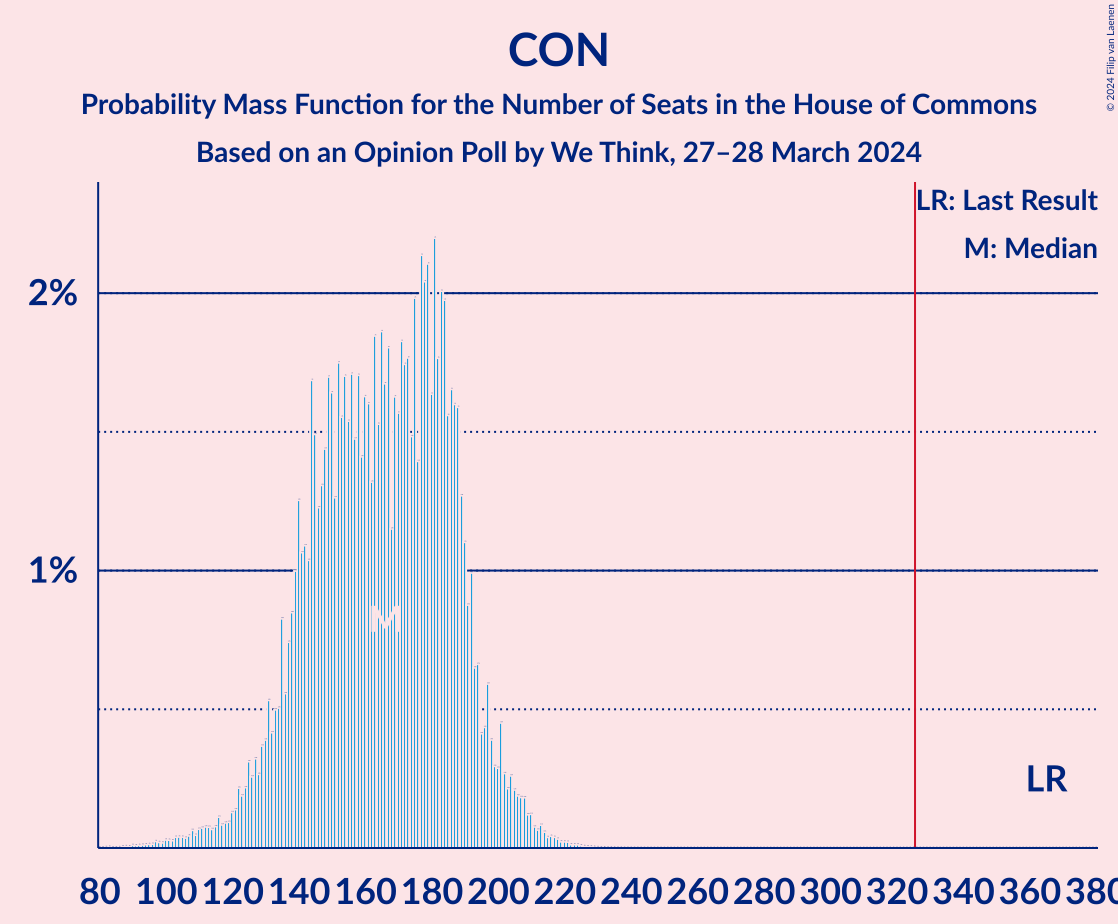 CON
Probability Mass Function for the Number of Seats in the House of Commons
Based on an Opinion Poll by We Think, 27–28 March 2024
© 2024 Filip van Laenen
LR: Last Result
M: Median
2%
1%
M
LR
80 100 120 140 160 180 200 220 240 260 280 300 320 340 360 380